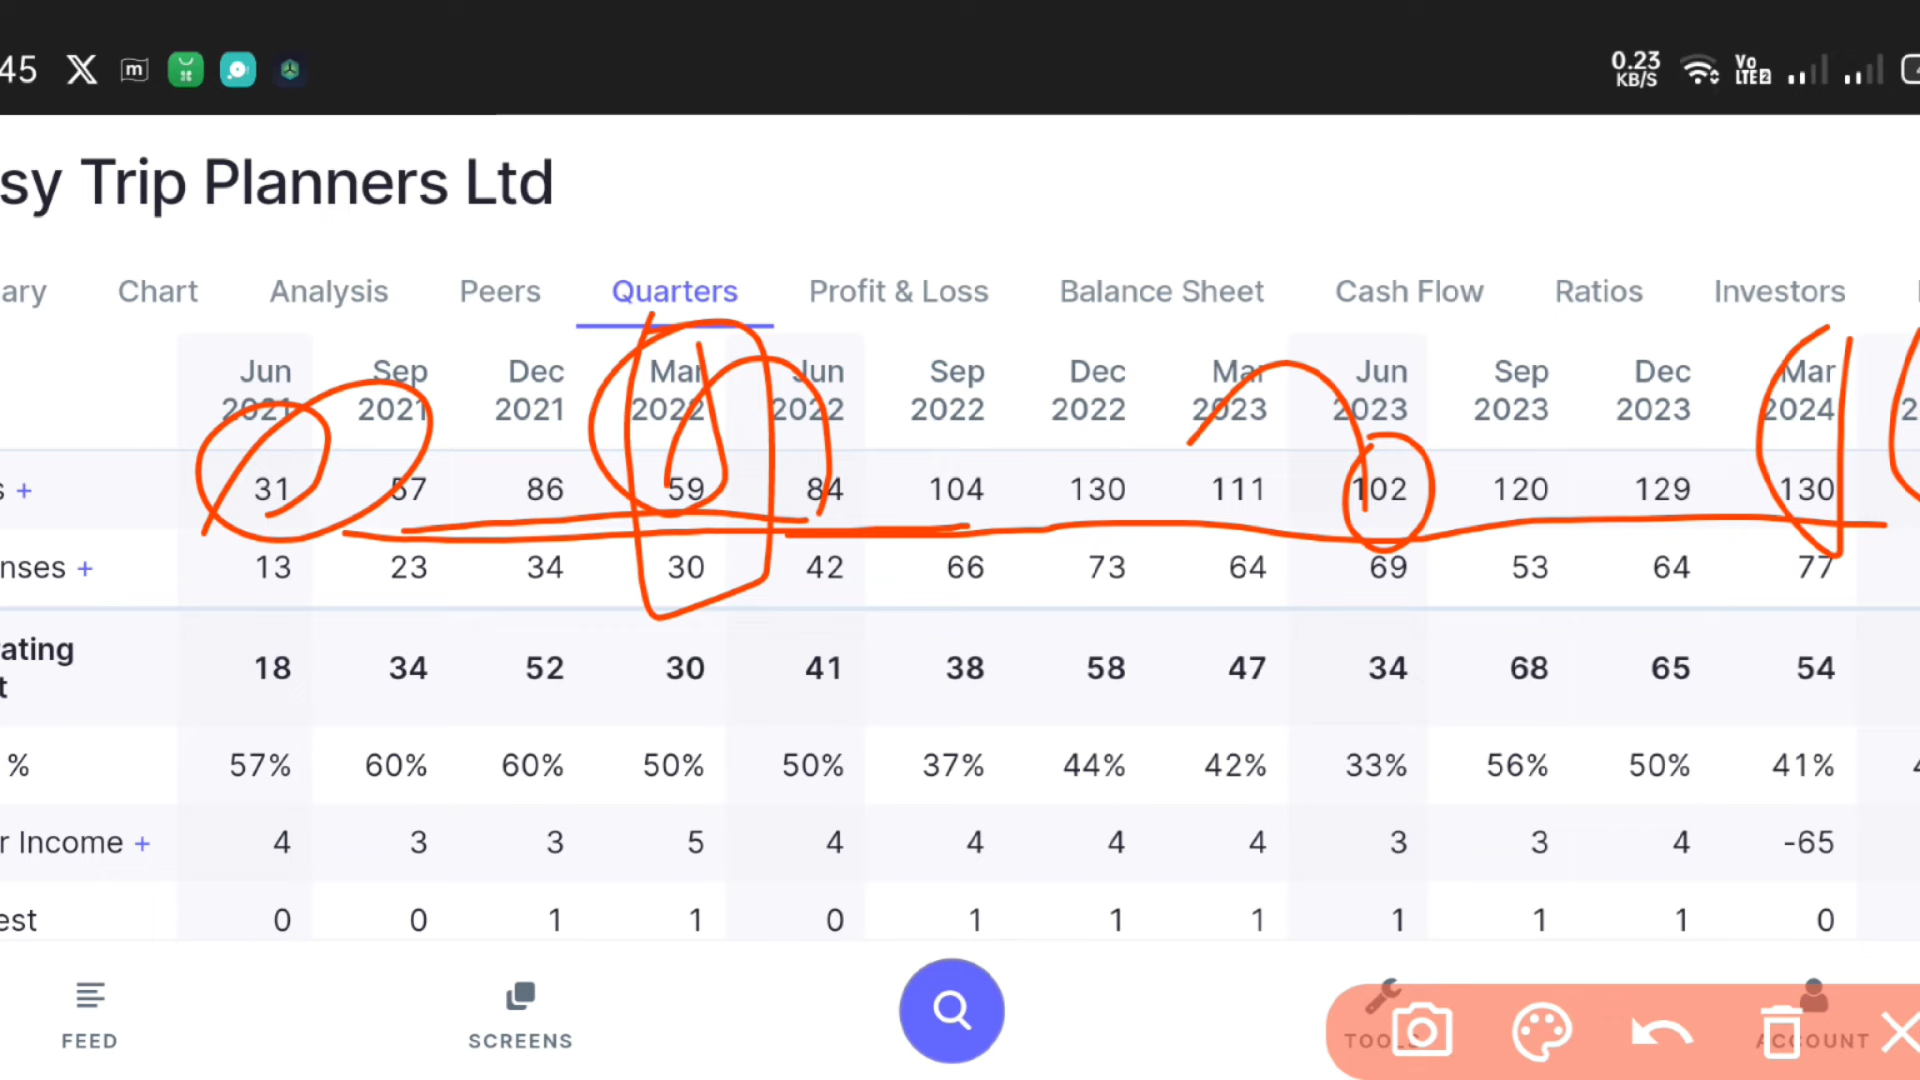 45 X m 0.23 KB/S Vo LTE 2
sy Trip Planners Ltd
ary Chart Analysis Peers Quarters Profit & Loss Balance Sheet Cash Flow Ratios Investors
Jun Sep Dec Mar Jun Sep Dec Mar Jun Sep Dec Mar
2021 2021 2021 2022 2022 2022 2022 2023 2023 2023 2023 2024 2
s + 31 57 86 59 84 104 130 111 102 120 129 130
nses + 13 23 34 30 42 66 73 64 69 53 64 77
ating
t 18 34 52 30 41 38 58 47 34 68 65 54
% 57% 60% 60% 50% 50% 37% 44% 42% 33% 56% 50% 41% 4
r Income + 4 3 3 5 4 4 4 4 3 3 4 -65
est 0 0 1 1 0 1 1 1 1 1 1 0
FEED SCREENS TOOLS ACCOUNT